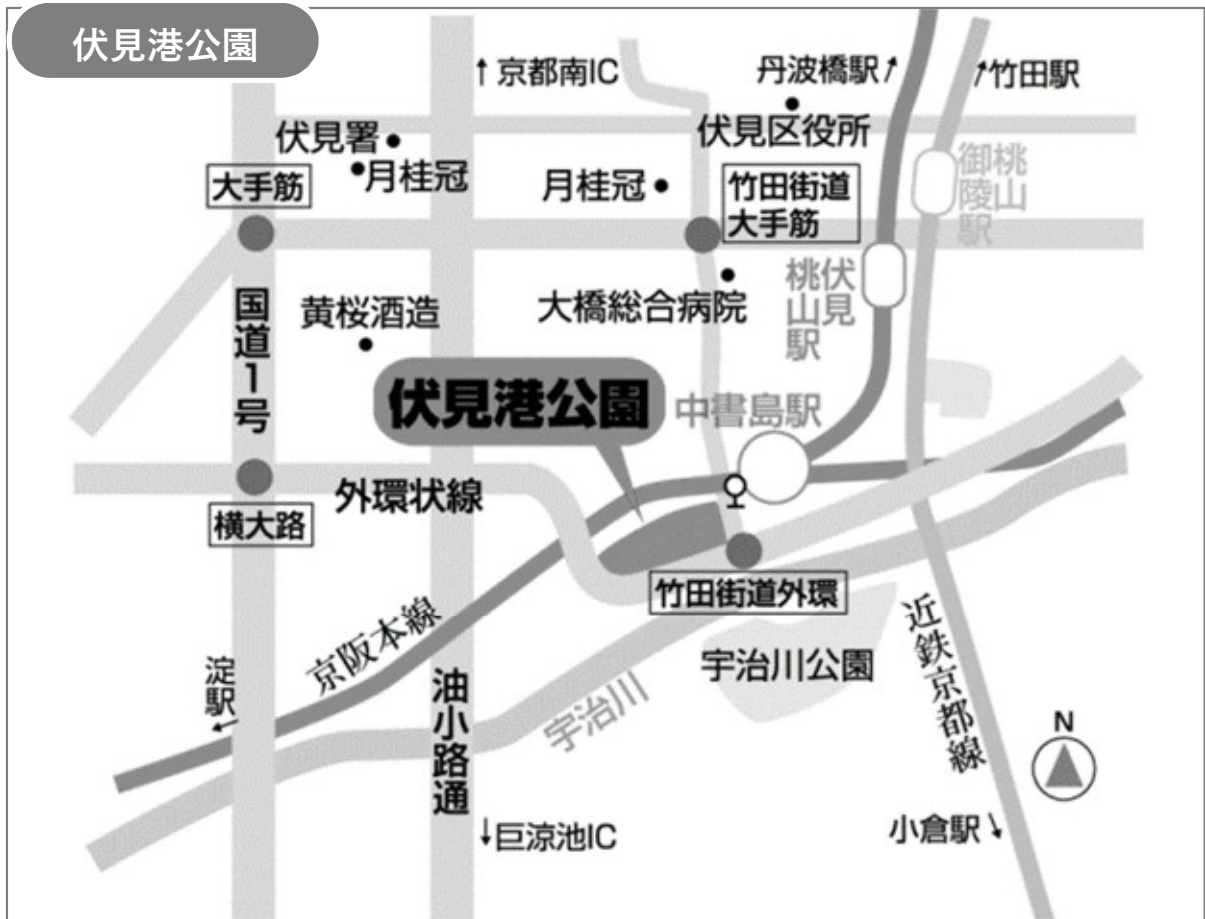 伏見港公園
↑京都南IC
丹波橋駅↗
↗竹田駅
伏見署
月桂冠
伏見区役所
大手筋
月桂冠
竹田街道
大手筋
桃山
御陵駅
国道1号
黄桜酒造
大橋総合病院
伏見
桃山駅
伏見港公園
中書島駅
外環状線
横大路
竹田街道外環
京阪本線
淀駅
←
油小路通
宇治川
宇治川公園
近鉄京都線
N
↓巨涼池IC
小倉駅↘